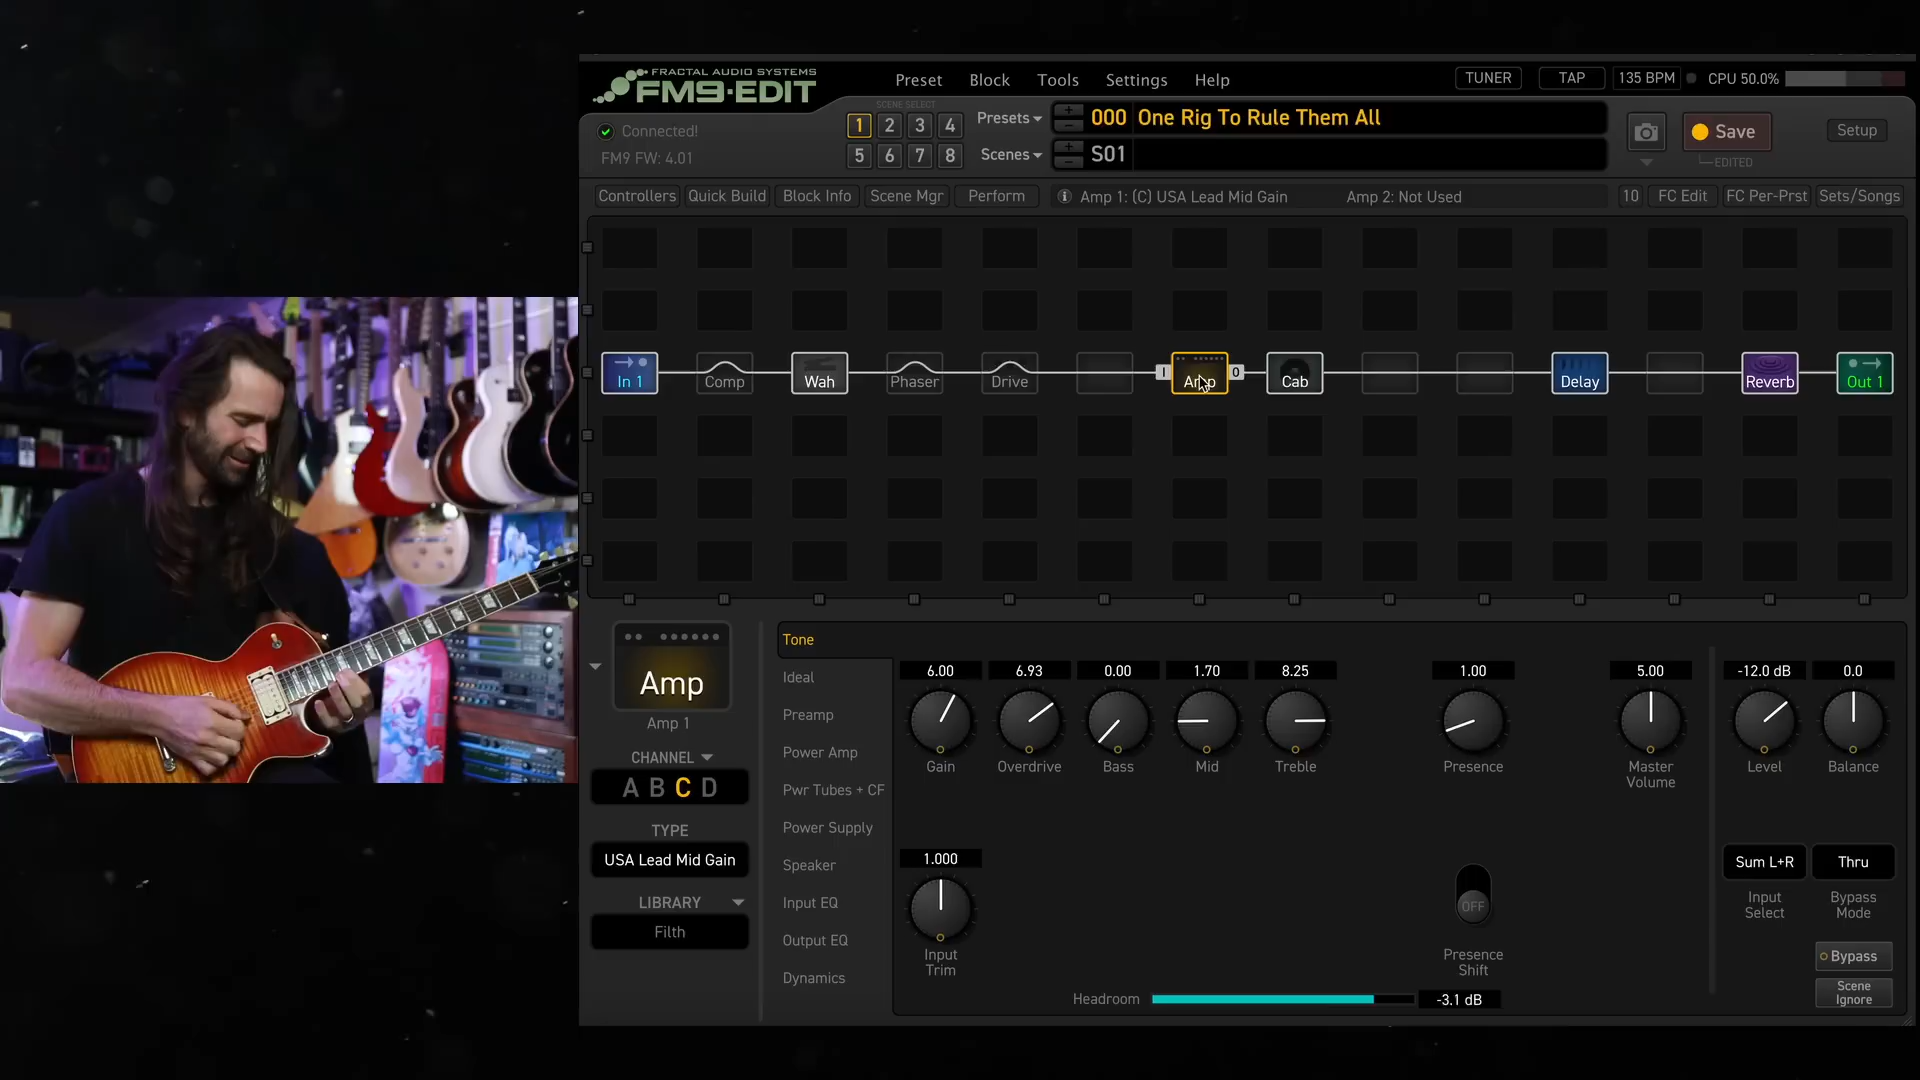 FRACTAL AUDIO SYSTEMS
FM9-EDIT
Preset Block Tools Settings Help
TUNER TAP 135 BPM CPU 50.0%
SCENE SELECT
1 2 3 4
5 6 7 8
Presets
000 One Rig To Rule Them All
Scenes
S01
Connected!
FM9 FW: 4.01
Save
EDITED
Setup
Controllers Quick Build Block Info Scene Mgr Perform
Amp 1: (C) USA Lead Mid Gain Amp 2: Not Used
10 FC Edit FC Per-Prst Sets/Songs
In 1 Comp Wah Phaser Drive I Amp O Cab Delay Reverb Out 1
Amp
Amp 1
CHANNEL
A B C D
TYPE
USA Lead Mid Gain
LIBRARY
Filth
Tone
Ideal
Preamp
Power Amp
Pwr Tubes + CF
Power Supply
Speaker
Input EQ
Output EQ
Dynamics
6.00 6.93 0.00 1.70 8.25 1.00 5.00 -12.0 dB 0.0
Gain Overdrive Bass Mid Treble Presence Master Volume Level Balance
1.000
Input Trim
OFF
Presence Shift
Sum L+R Thru
Input Select
Bypass Mode
Bypass
Scene Ignore
Headroom -3.1 dB